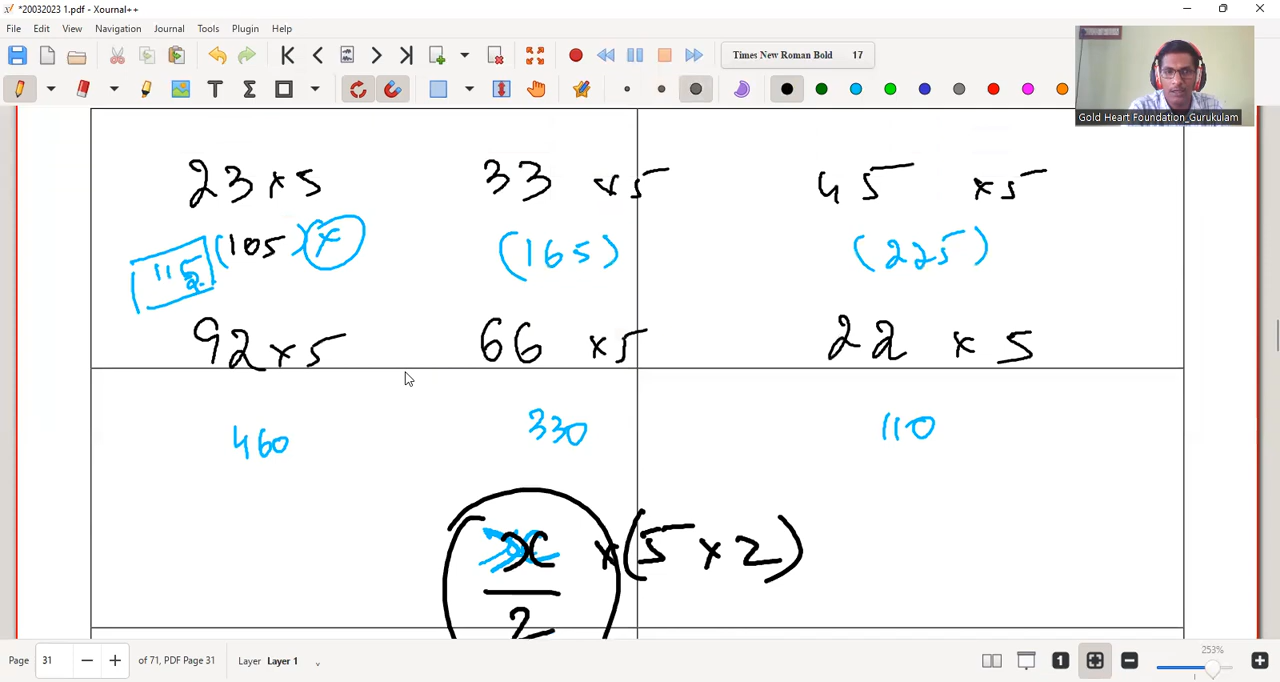 *20032023 1.pdf - Xournal++
File Edit View Navigation Journal Tools Plugin Help
Times New Roman Bold 17
Gold Heart Foundation_Gurukulam
23 x 5 33 x 5 45 x 5
115 (105) x (165) (225)
92 x 5 66 x 5 22 x 5
460 330 110
x/2 x (5 x 2)
Page 31 of 71, PDF Page 31 Layer Layer 1 253%